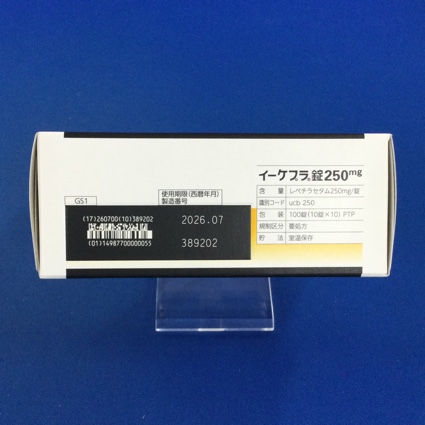 イーケプラ®錠250mg
含 量 レベチラセタム250mg/錠
識別コード ucb 250
包 装 100錠(10錠×10) PTP
規制区分 要処方
貯 法 室温保存
GS1
使用期限(西暦年月)
製造番号
(17)260700(10)389202
(01)14987700000055
2026.07
389202